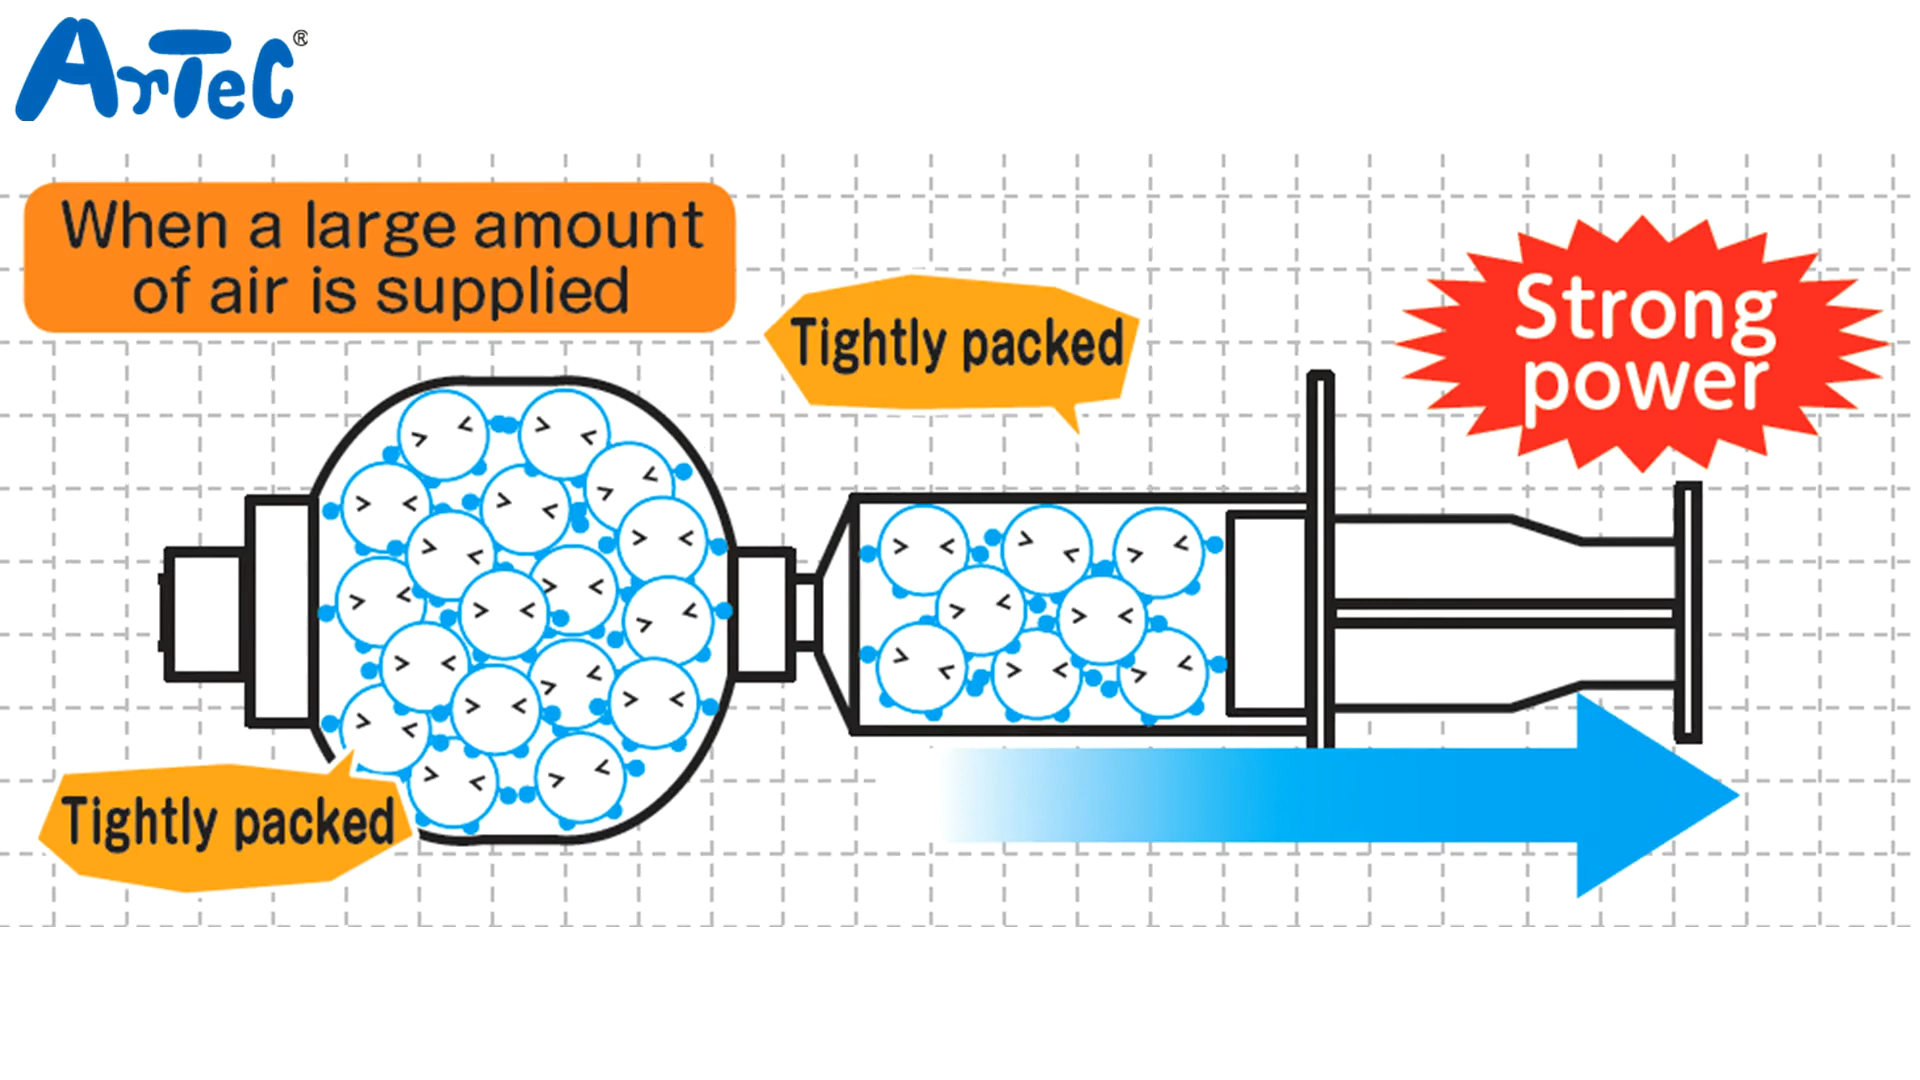 ArTeC®
When a large amount
of air is supplied
Tightly packed
Strong
power
Tightly packed